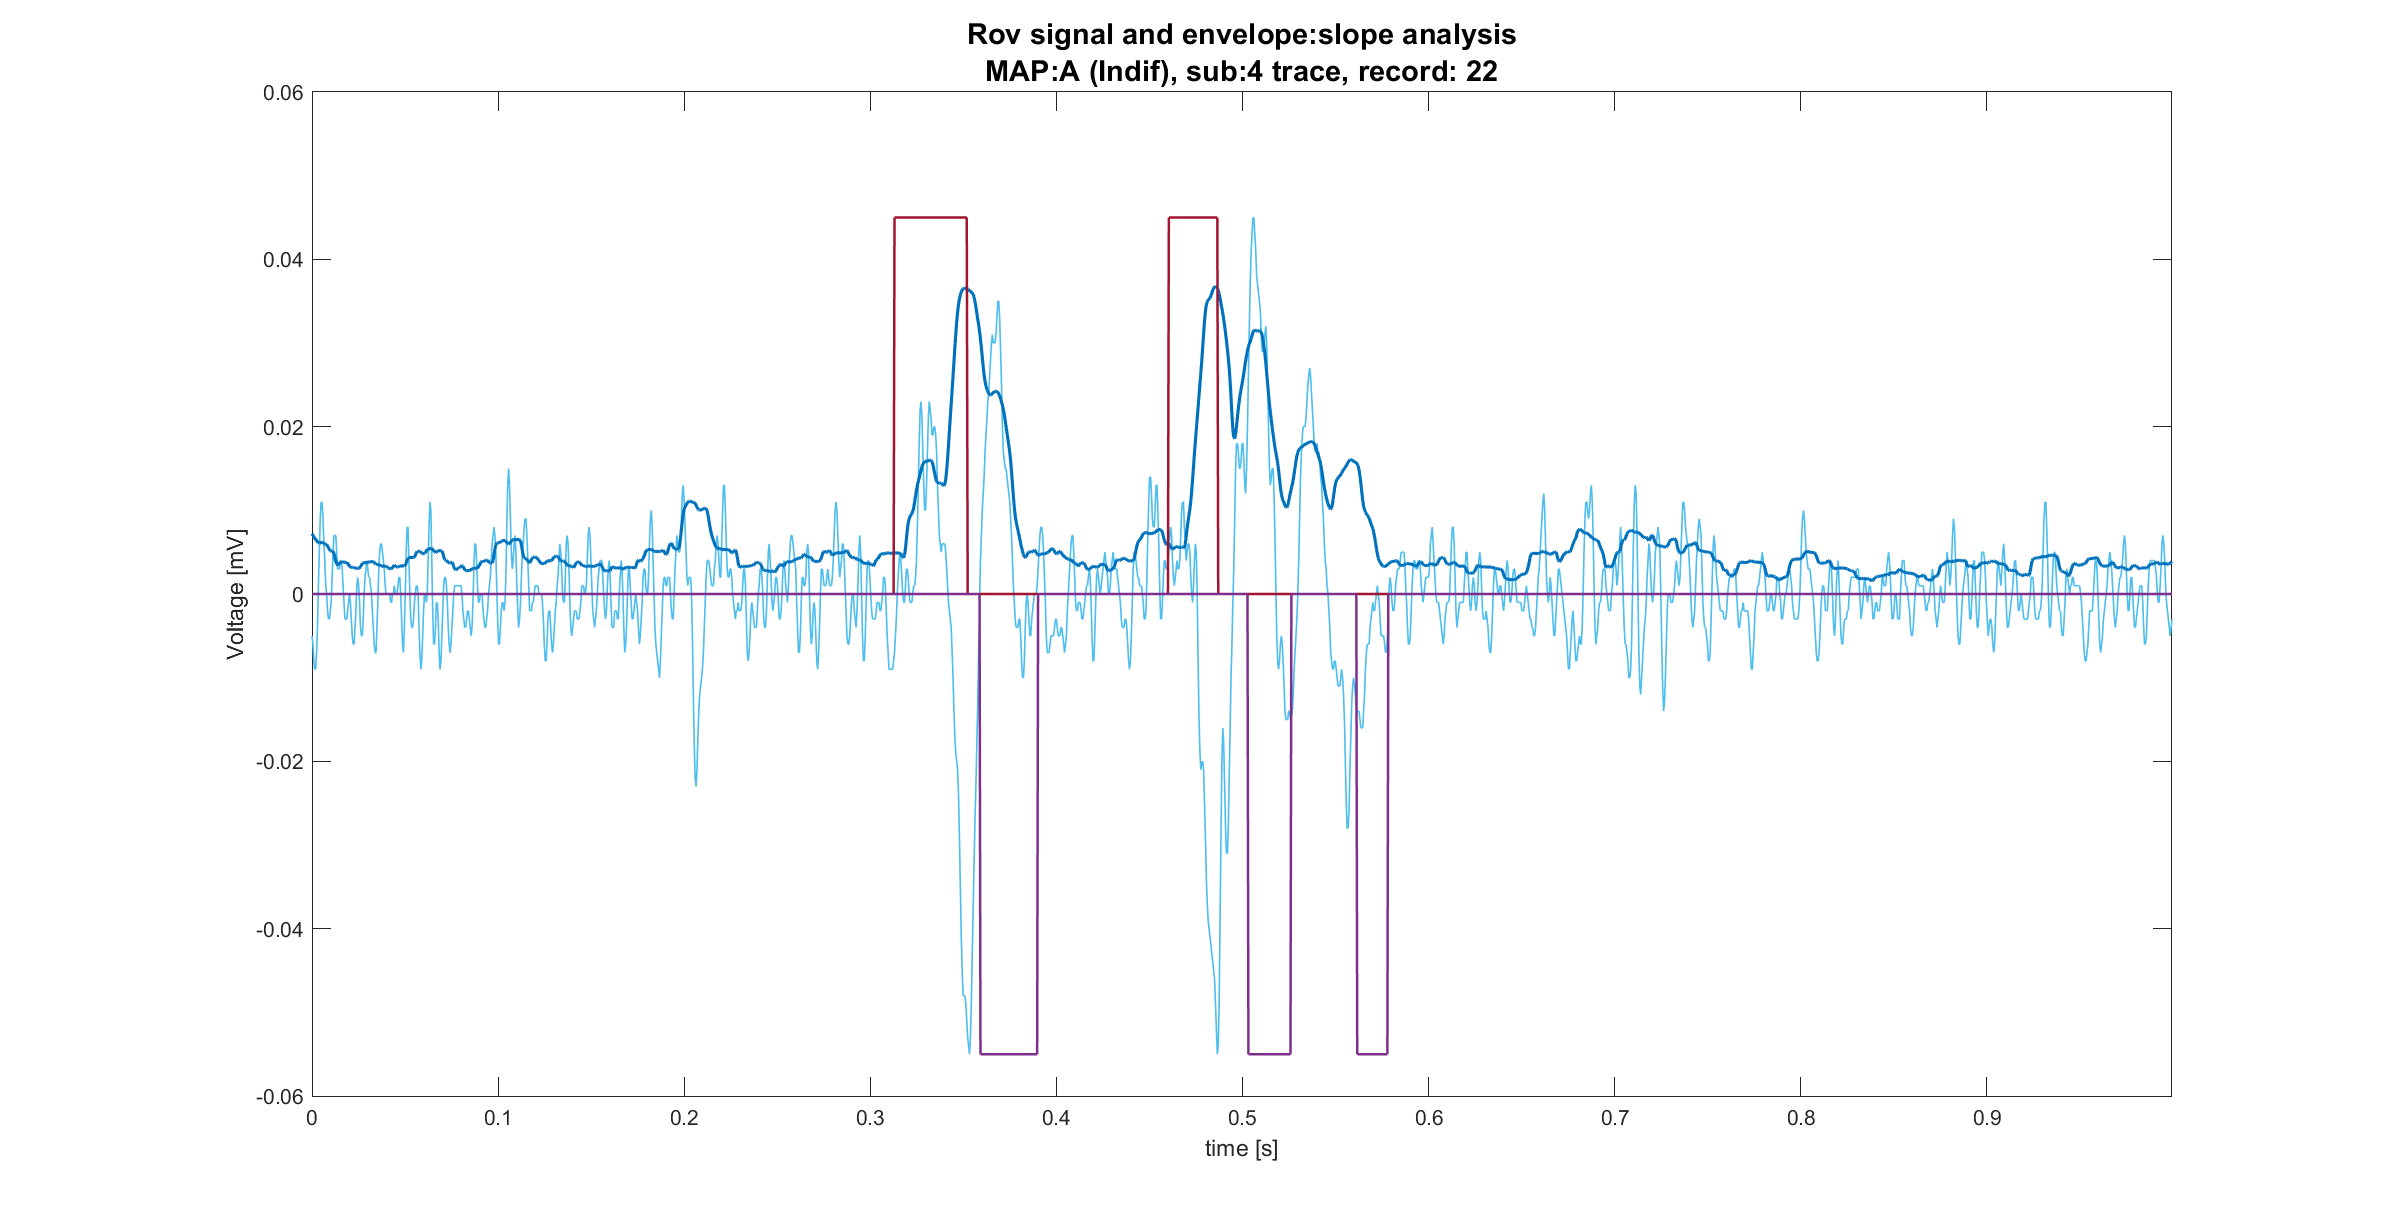 Rov signal and envelope:slope analysis
MAP:A (Indif), sub:4 trace, record: 22
0.06
0.04
0.02
0
-0.02
-0.04
-0.06
Voltage [mV]
0 0.1 0.2 0.3 0.4 0.5 0.6 0.7 0.8 0.9
time [s]